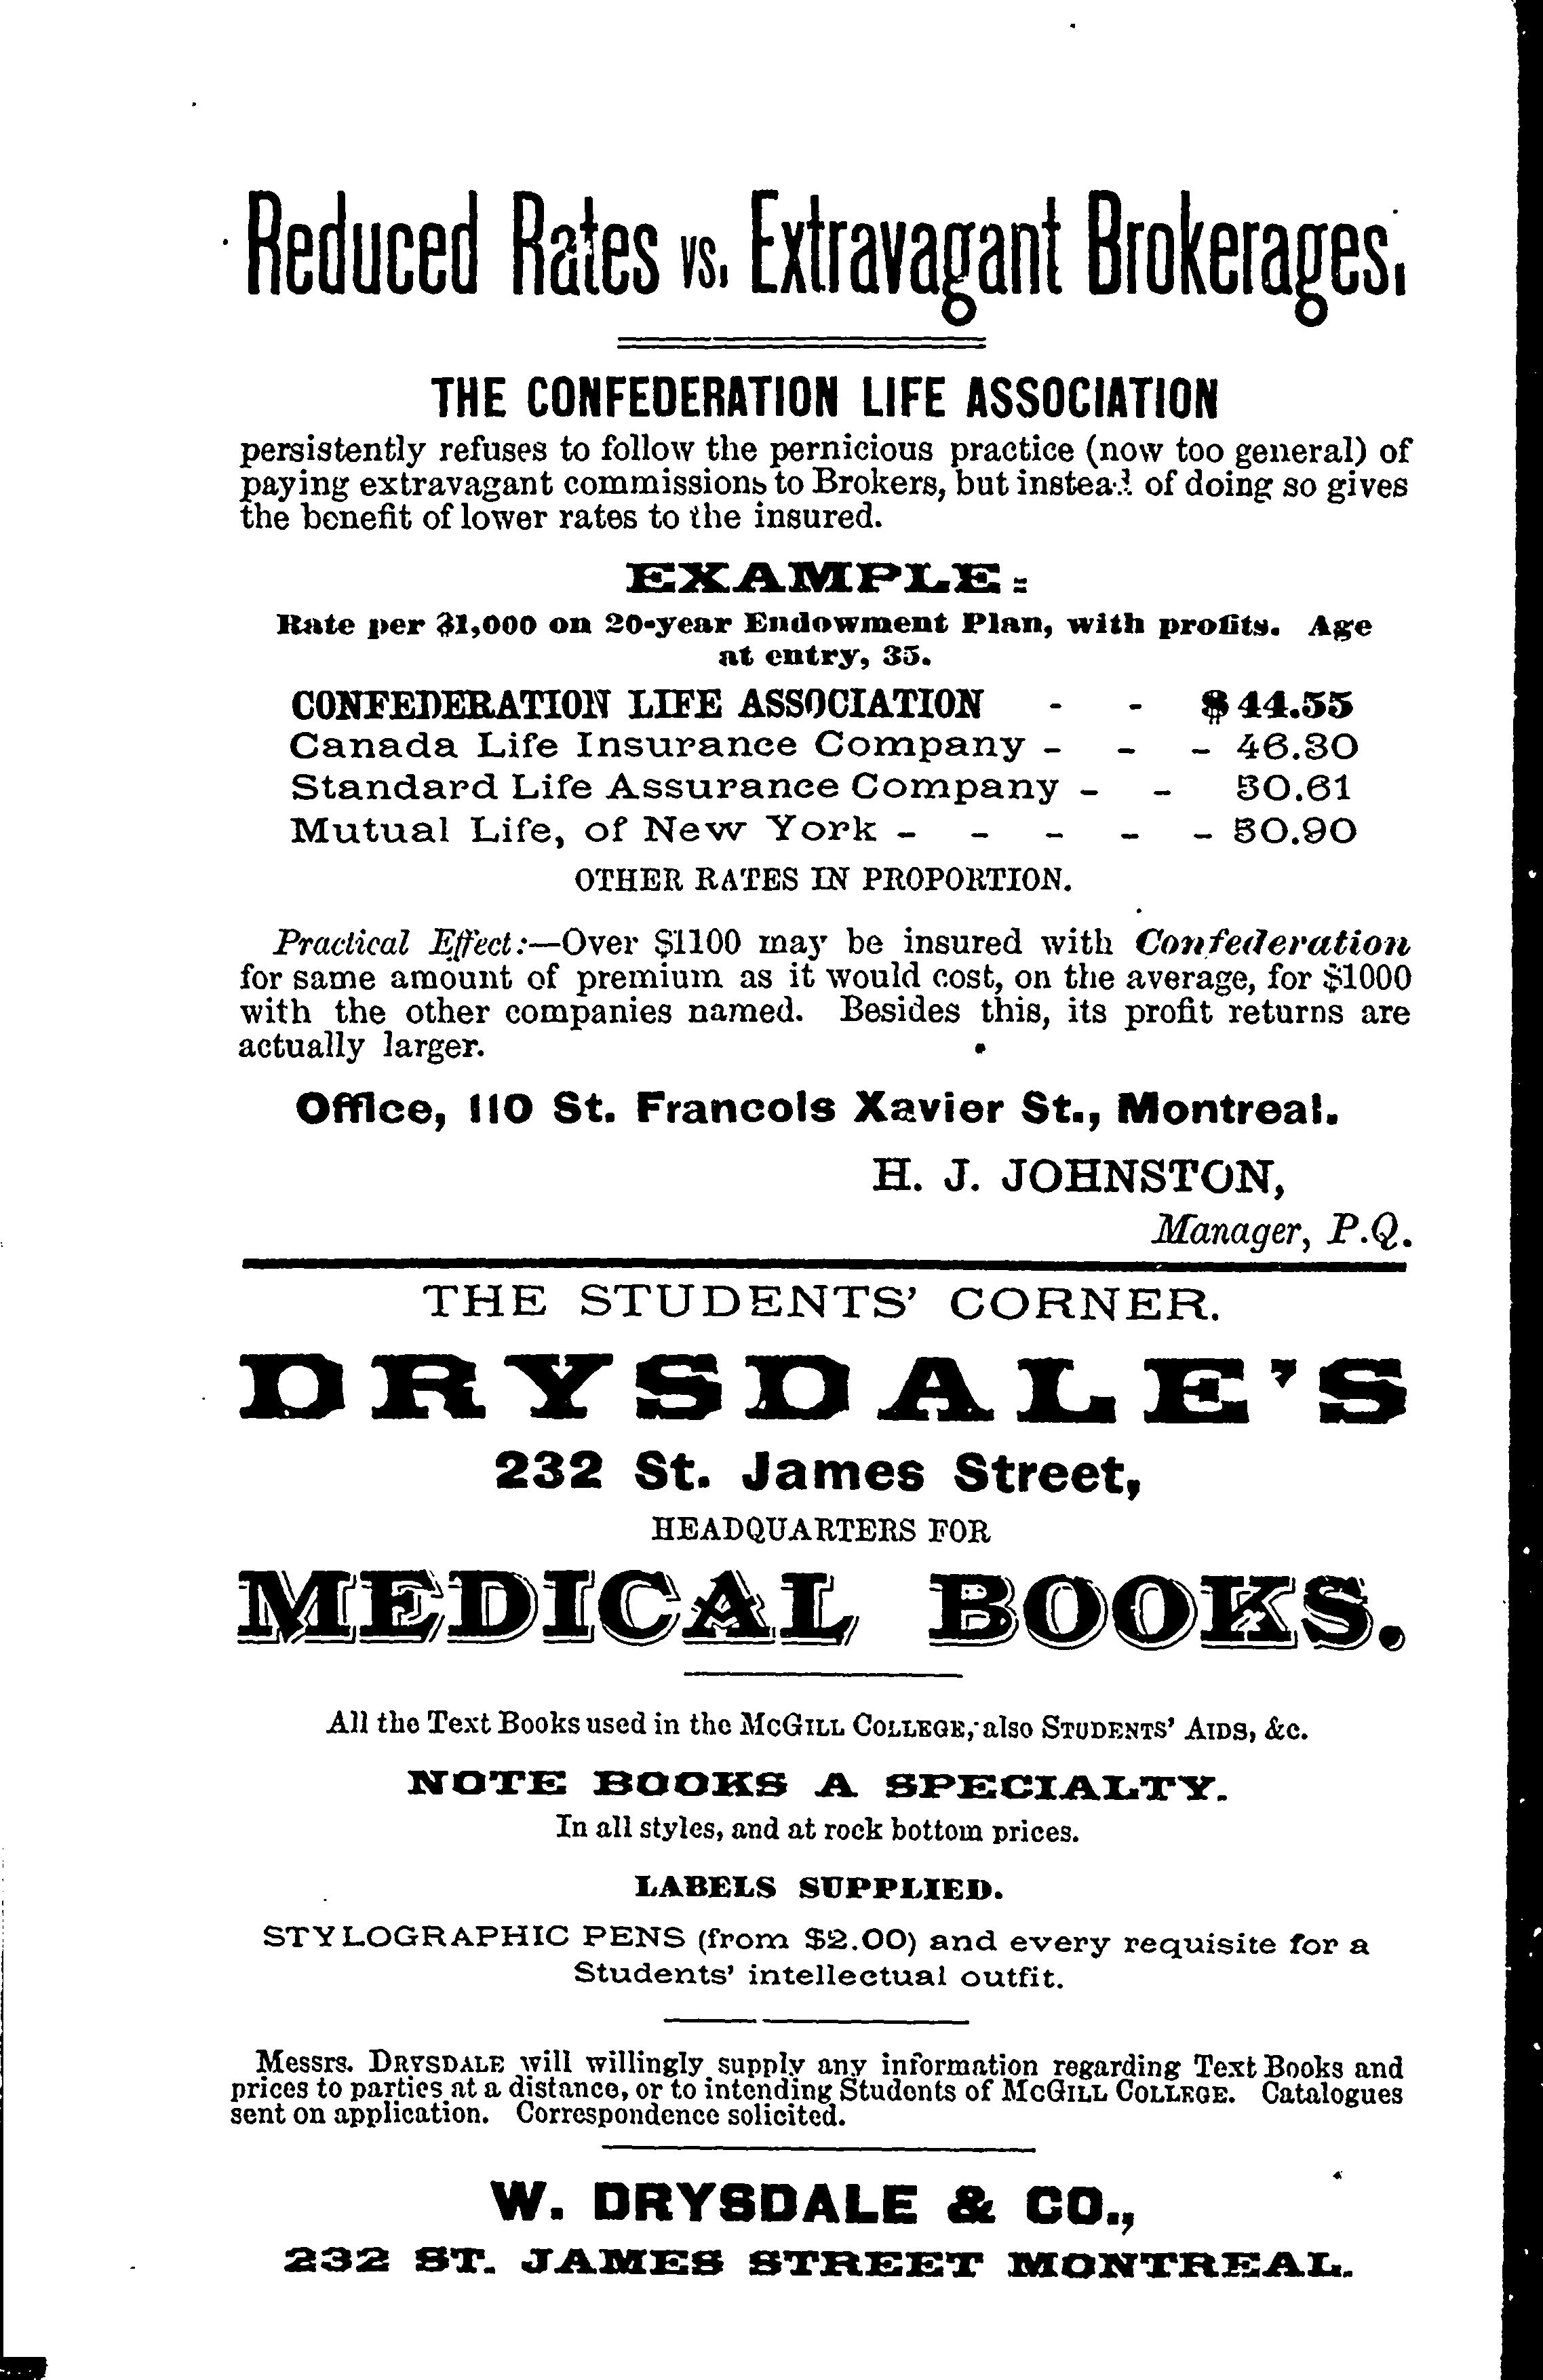 Reduced Rates vs. Extravagant Brokerages.
THE CONFEDERATION LIFE ASSOCIATION
persistently refuses to follow the pernicious practice (now too general) of
paying extravagant commissions to Brokers, but instead of doing so gives
the benefit of lower rates to the insured.
EXAMPLE:
Rate per $1,000 on 20-year Endowment Plan, with profits. Age
at entry, 35.
CONFEDERATION LIFE ASSOCIATION - - $44.55
Canada Life Insurance Company - - - 46.30
Standard Life Assurance Company - - 50.61
Mutual Life, of New York - - - - - 50.90
OTHER RATES IN PROPORTION.
Practical Effect:—Over $1100 may be insured with Confederation
for same amount of premium as it would cost, on the average, for $1000
with the other companies named. Besides this, its profit returns are
actually larger.
Office, 110 St. Francois Xavier St., Montreal.
H. J. JOHNSTON,
Manager, P.Q.
THE STUDENTS' CORNER.
DRYSDALE'S
232 St. James Street,
HEADQUARTERS FOR
MEDICAL BOOKS.
All the Text Books used in the McGILL COLLEGE, also STUDENTS' AIDS, &c.
NOTE BOOKS A SPECIALTY.
In all styles, and at rock bottom prices.
LABELS SUPPLIED.
STYLOGRAPHIC PENS (from $2.00) and every requisite for a
Students' intellectual outfit.
Messrs. DRYSDALE will willingly supply any information regarding Text Books and
prices to parties at a distance, or to intending Students of McGILL COLLEGE. Catalogues
sent on application. Correspondence solicited.
W. DRYSDALE & CO.,
232 ST. JAMES STREET MONTREAL.